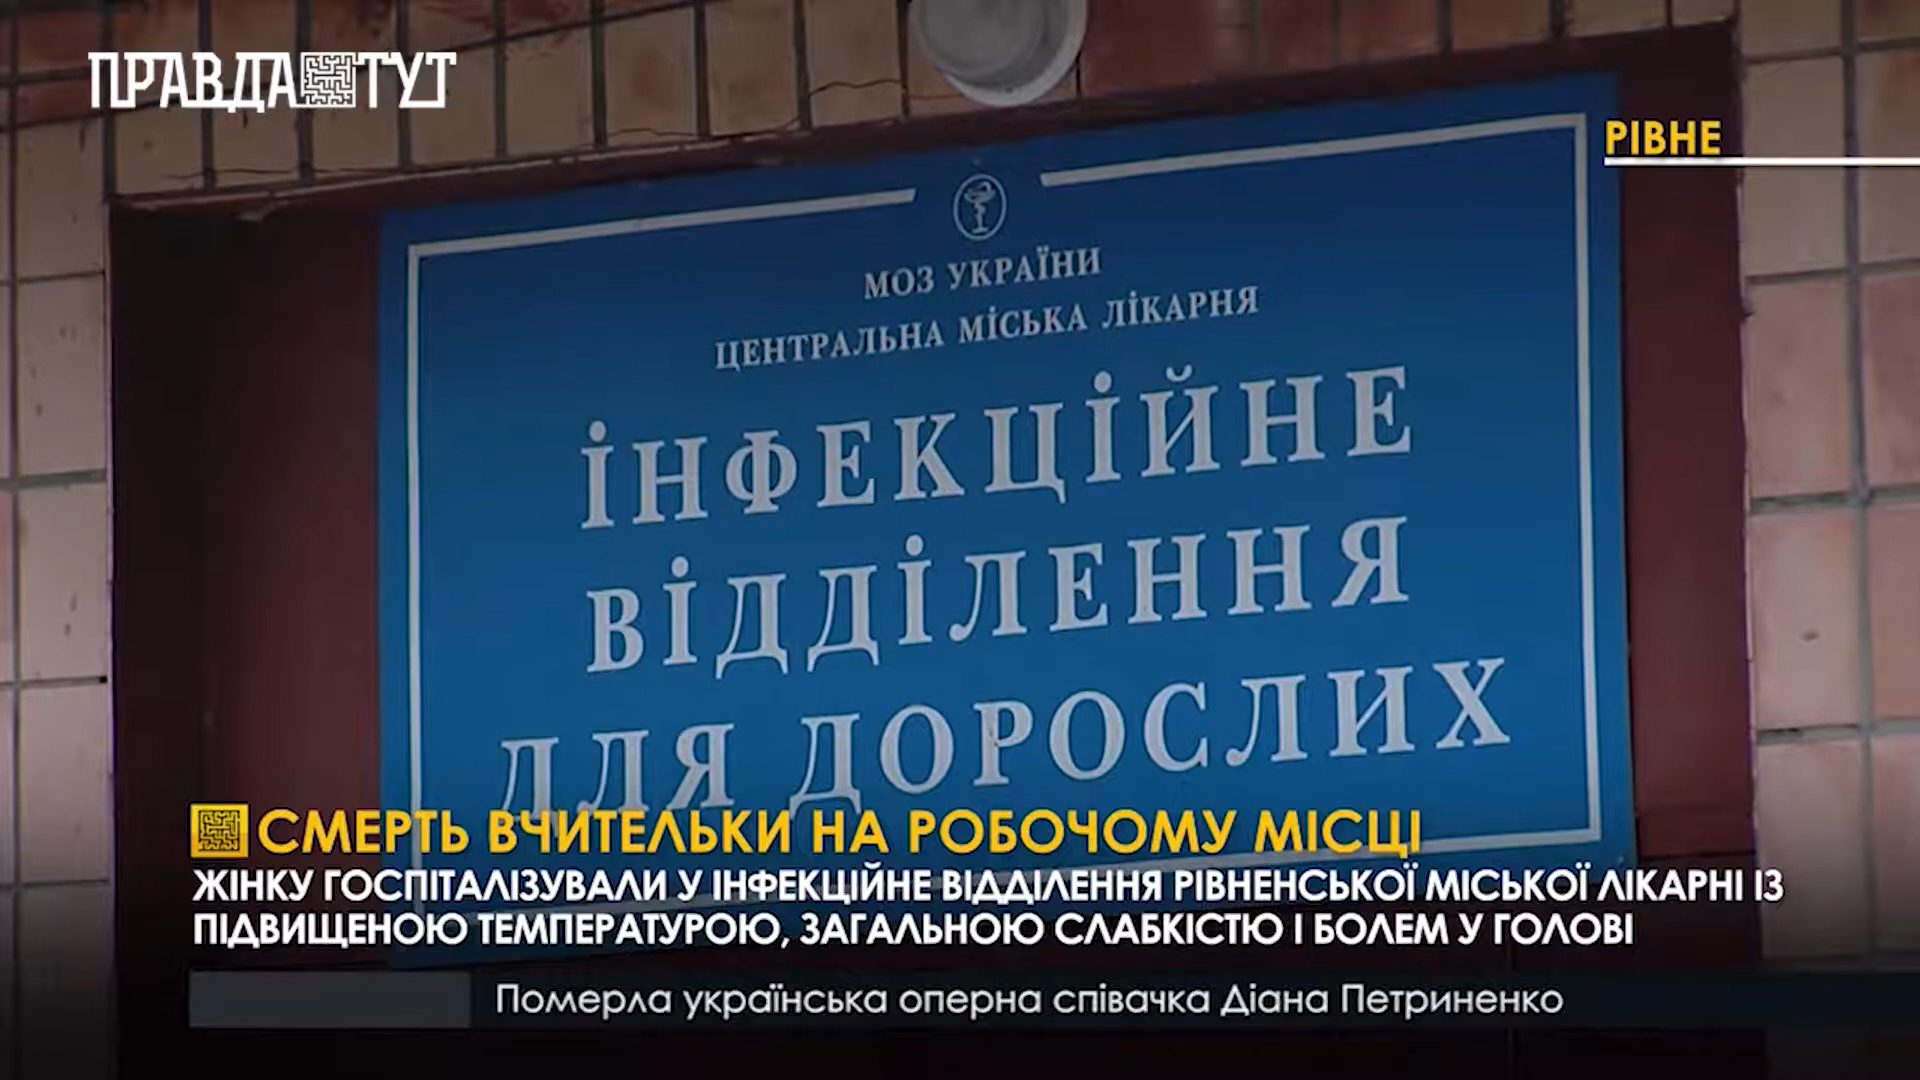 ПРАВДА ТУТ
РІВНЕ
МОЗ УКРАЇНИ
ЦЕНТРАЛЬНА МІСЬКА ЛІКАРНЯ
ІНФЕКЦІЙНЕ
ВІДДІЛЕННЯ
ДЛЯ ДОРОСЛИХ
СМЕРТЬ ВЧИТЕЛЬКИ НА РОБОЧОМУ МІСЦІ
ЖІНКУ ГОСПІТАЛІЗУВАЛИ У ІНФЕКЦІЙНЕ ВІДДІЛЕННЯ РІВНЕНСЬКОЇ МІСЬКОЇ ЛІКАРНІ ІЗ
ПІДВИЩЕНОЮ ТЕМПЕРАТУРОЮ, ЗАГАЛЬНОЮ СЛАБКІСТЮ І БОЛЕМ У ГОЛОВІ
Померла українська оперна співачка Діана Петриненко